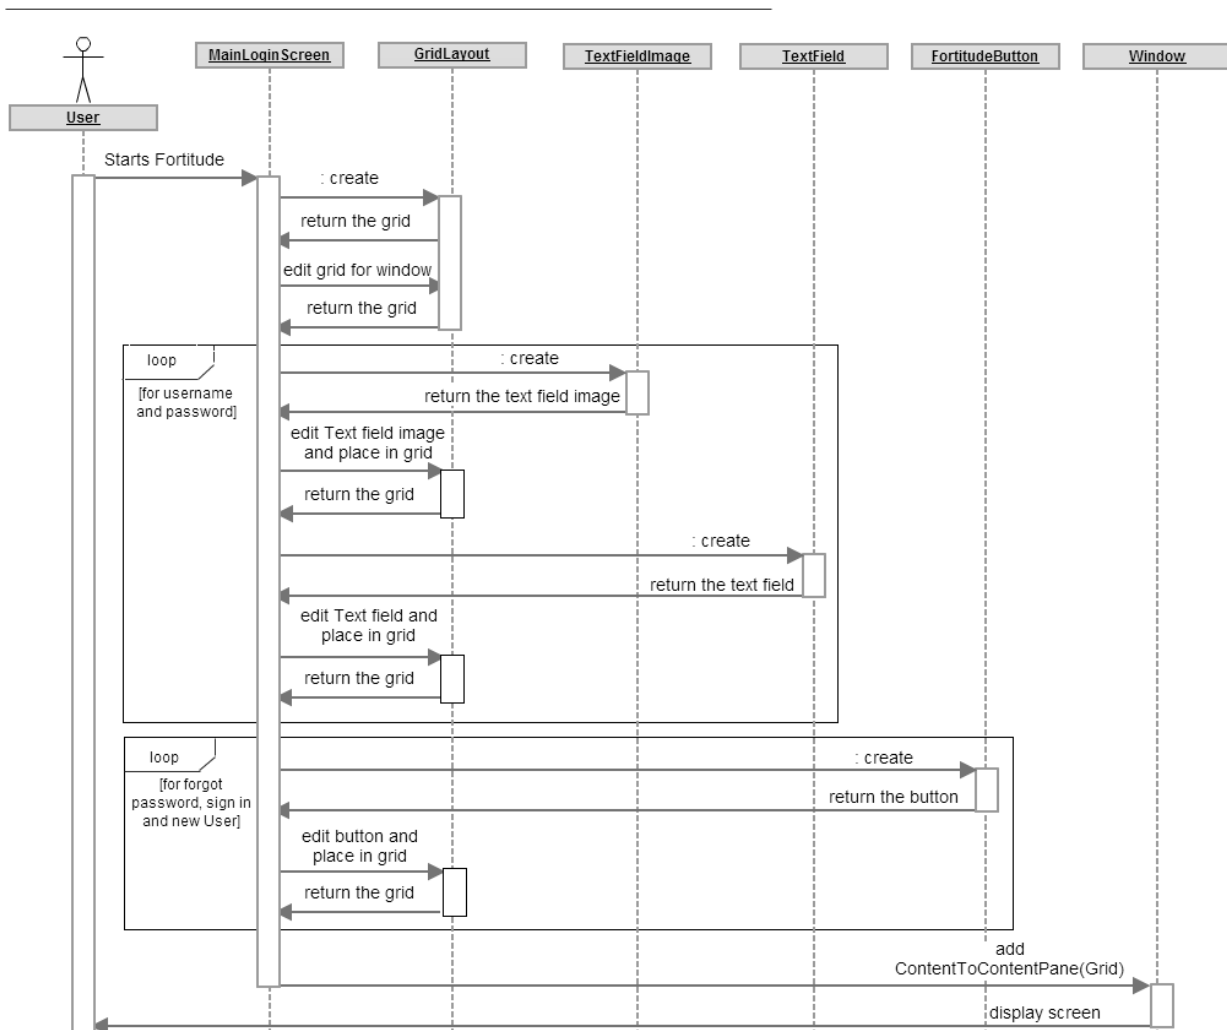 MainLoginScreen
GridLayout
TextFieldImage
TextField
FortitudeButton
Window
User
Starts Fortitude
: create
return the grid
edit grid for window
return the grid
loop
[for username
and password]
: create
return the text field image
edit Text field image
and place in grid
return the grid
: create
return the text field
edit Text field and
place in grid
return the grid
loop
[for forgot
password, sign in
and new User]
: create
return the button
edit button and
place in grid
return the grid
add
ContentToContentPane(Grid)
display screen